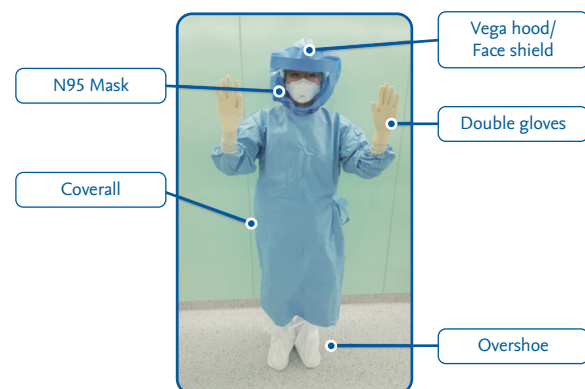 Vega hood/
Face shield
N95 Mask
Double gloves
Coverall
Overshoe